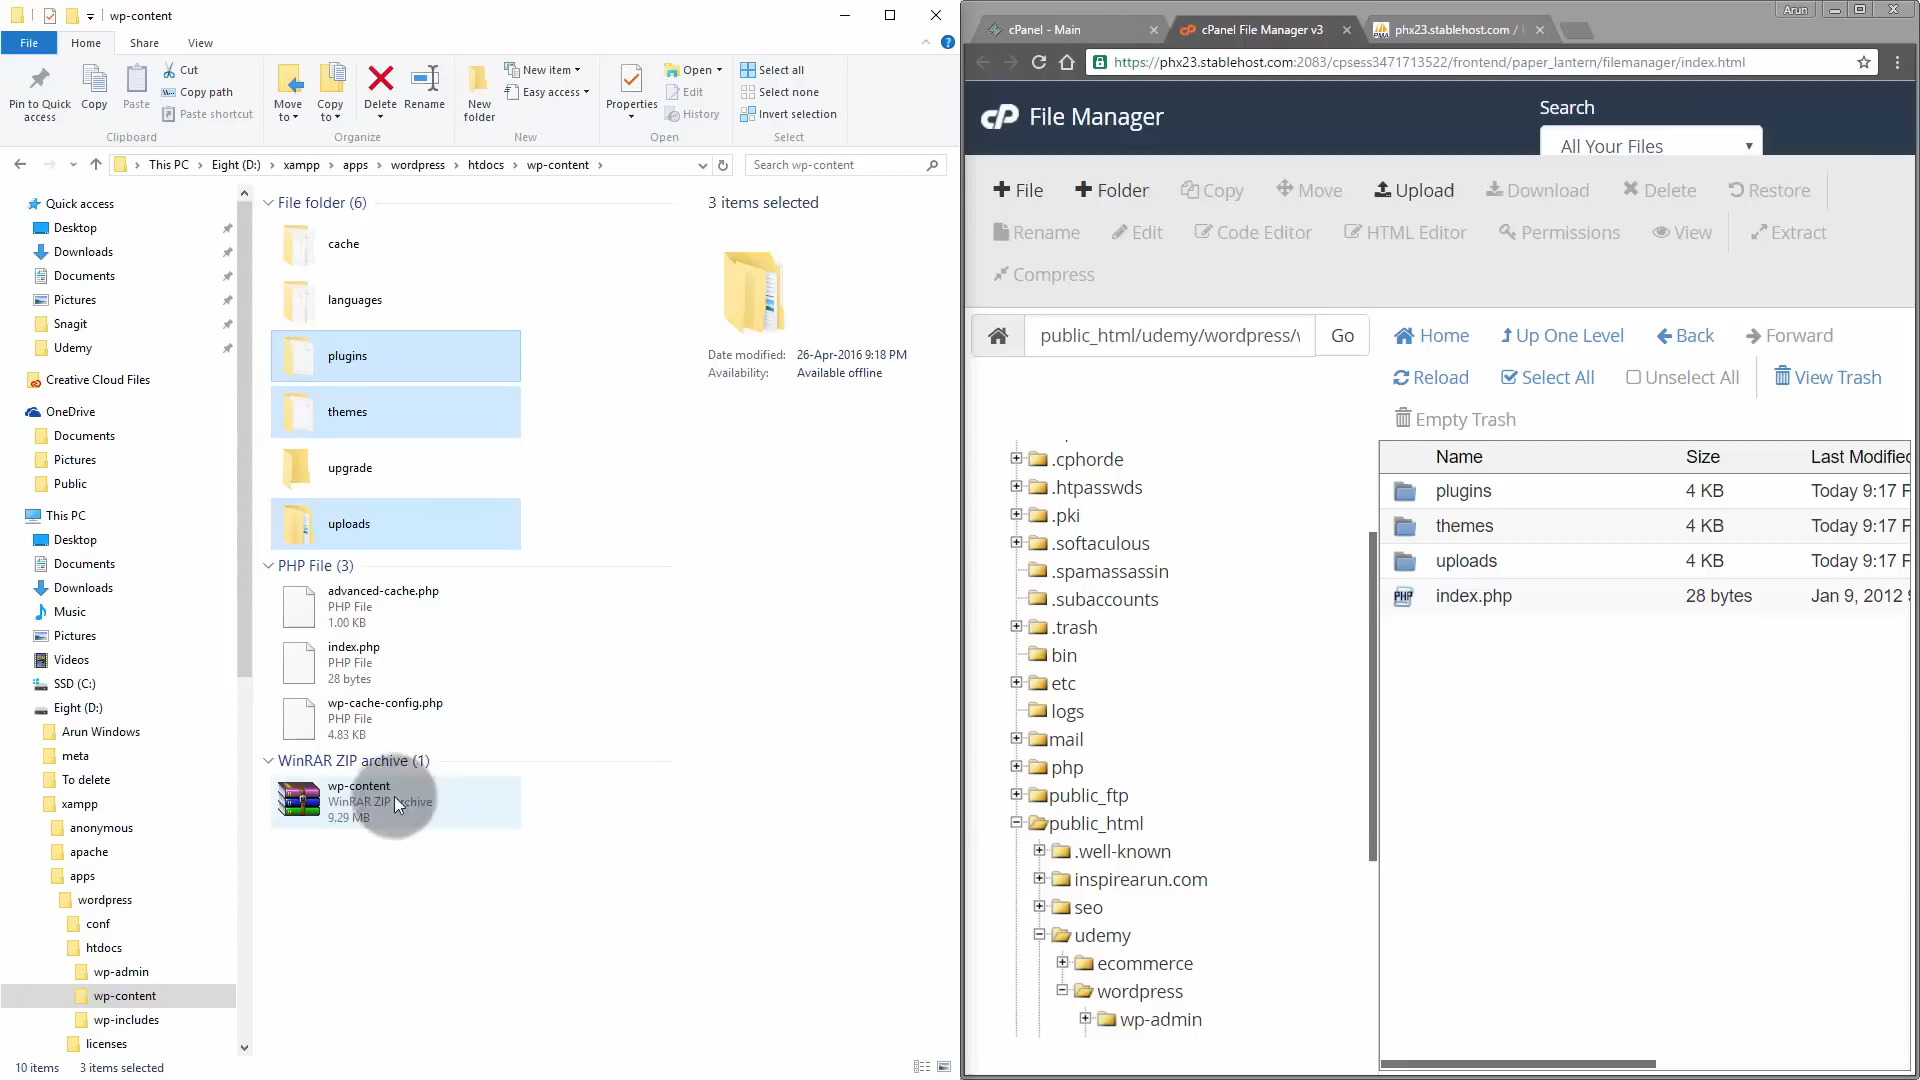 wp-content
File
Home
Share
View
Pin to Quick access
Copy
Paste
Cut
Copy path
Paste shortcut
Clipboard
Move to
Copy to
Delete
Rename
Organize
New folder
New item
Easy access
New
Properties
Open
Edit
History
Open
Select all
Select none
Invert selection
Select
This PC
Eight (D:)
xampp
apps
wordpress
htdocs
wp-content
Search wp-content
Quick access
Desktop
Downloads
Documents
Pictures
Snagit
Udemy
Creative Cloud Files
OneDrive
Documents
Pictures
Public
This PC
Desktop
Documents
Downloads
Music
Pictures
Videos
SSD (C:)
Eight (D:)
Arun Windows
meta
To delete
xampp
anonymous
apache
apps
wordpress
conf
htdocs
wp-admin
wp-content
wp-includes
licenses
10 items
3 items selected
File folder (6)
cache
languages
plugins
themes
upgrade
uploads
PHP File (3)
advanced-cache.php
PHP File
1.00 KB
index.php
PHP File
28 bytes
wp-cache-config.php
PHP File
4.83 KB
WinRAR ZIP archive (1)
wp-content
WinRAR ZIP archive
9.29 MB
3 items selected
Date modified: 26-Apr-2016 9:18 PM
Availability: Available offline
Arun
cPanel - Main
cPanel File Manager v3
phx23.stablehost.com /
https://phx23.stablehost.com:2083/cpsess3471713522/frontend/paper_lantern/filemanager/index.html
cP File Manager
Search
All Your Files
File
Folder
Copy
Move
Upload
Download
Delete
Restore
Rename
Edit
Code Editor
HTML Editor
Permissions
View
Extract
Compress
public_html/udemy/wordpress/
Go
Home
Up One Level
Back
Forward
Reload
Select All
Unselect All
View Trash
Empty Trash
.cphorde
.htpasswds
.pki
.softaculous
.spamassassin
.subaccounts
.trash
bin
etc
logs
mail
php
public_ftp
public_html
.well-known
inspirearun.com
seo
udemy
ecommerce
wordpress
wp-admin
Name Size Last Modified
plugins 4 KB Today 9:17 P
themes 4 KB Today 9:17 P
uploads 4 KB Today 9:17 P
PHP index.php 28 bytes Jan 9, 2012